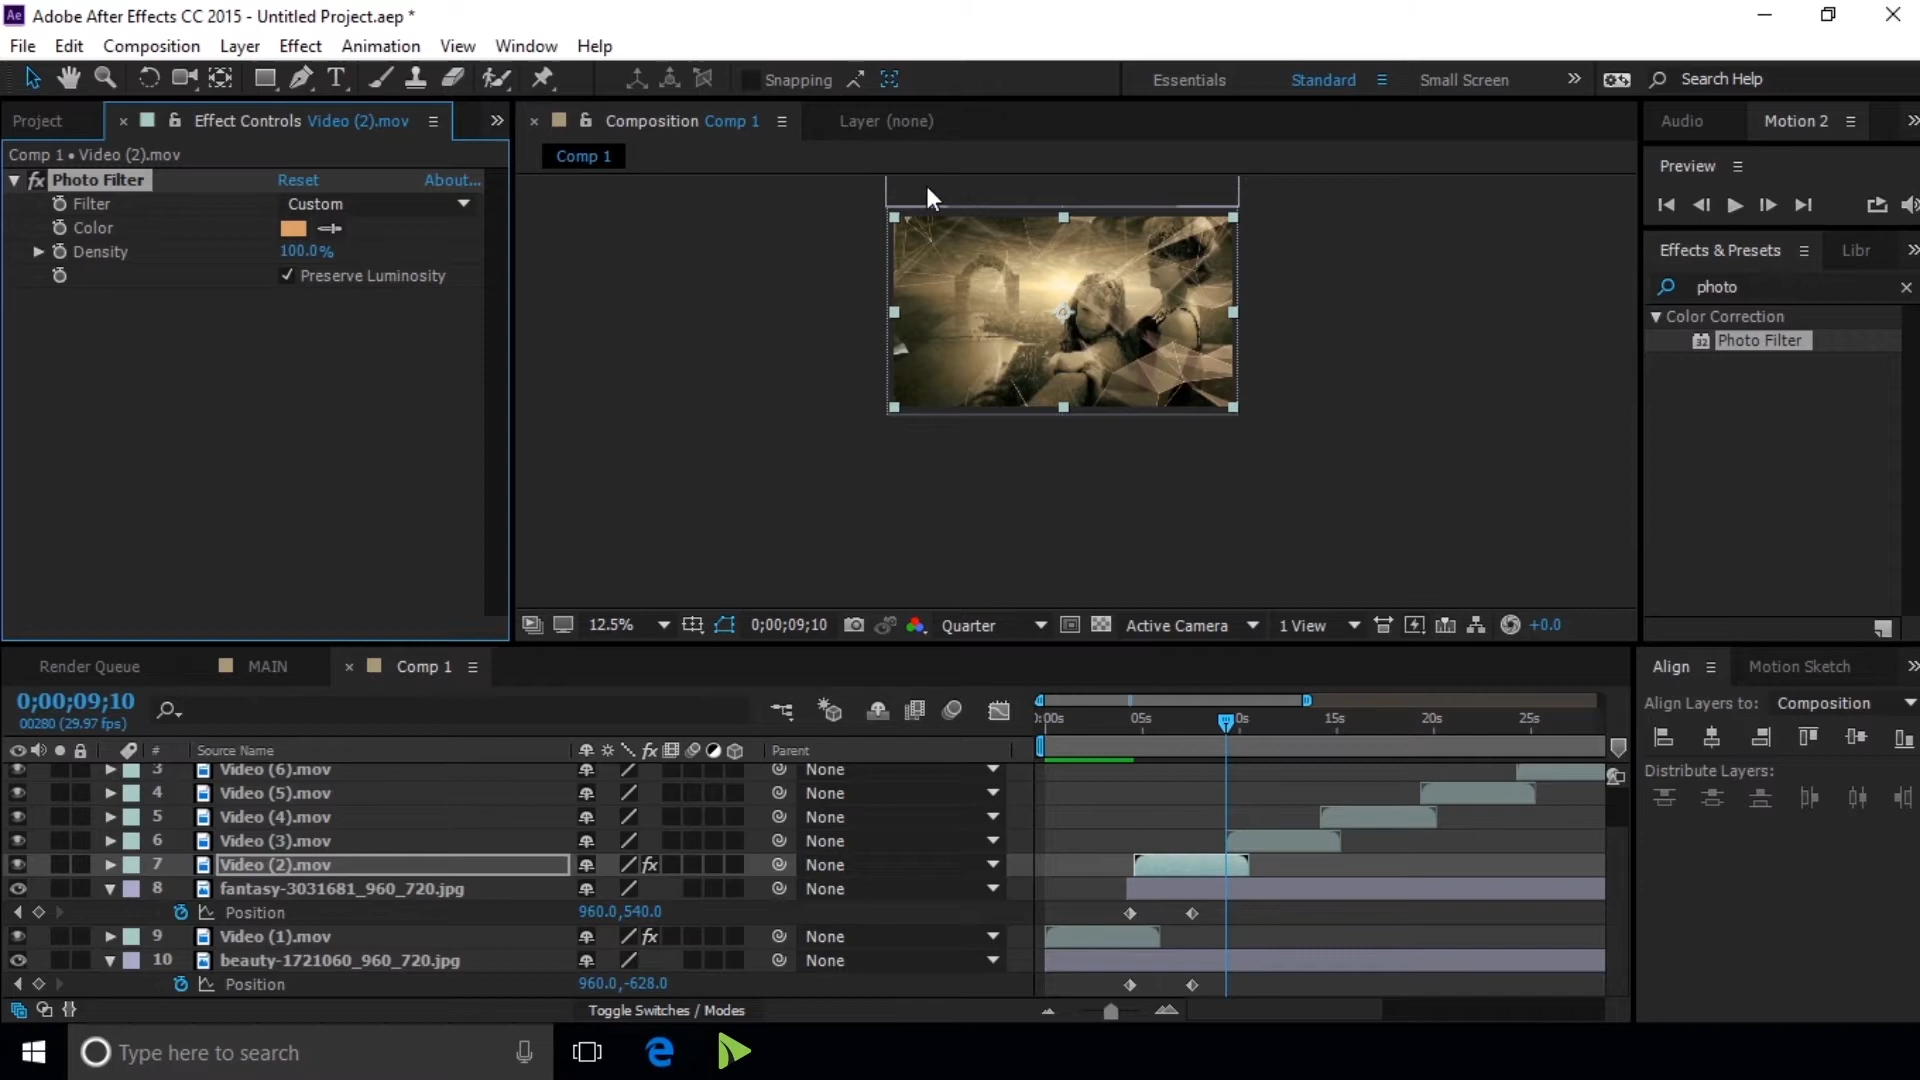 Adobe After Effects CC 2015 - Untitled Project.aep *
File Edit Composition Layer Effect Animation View Window Help
Snapping Essentials Standard Small Screen Search Help
Project Effect Controls Video (2).mov Composition Comp 1 Layer (none) Audio Motion 2
Comp 1 • Video (2).mov Comp 1
Preview
fx Photo Filter Reset About...
Filter Custom
Color
Density 100.0%
Preserve Luminosity
Effects & Presets Libr
photo
Color Correction
32 Photo Filter
12.5% 0;00;09;10 Quarter Active Camera 1 View +0.0
Render Queue MAIN Comp 1 Align Motion Sketch
0;00;09;10
00280 (29.97 fps)
):00s 05s 0s 15s 20s 25s
Align Layers to: Composition
# Source Name fx Parent
Distribute Layers:
3 Video (6).mov None
4 Video (5).mov None
5 Video (4).mov None
6 Video (3).mov None
7 Video (2).mov fx None
8 fantasy-3031681_960_720.jpg None
Position 960.0,540.0
9 Video (1).mov fx None
10 beauty-1721060_960_720.jpg None
Position 960.0,-628.0
Toggle Switches / Modes
Type here to search